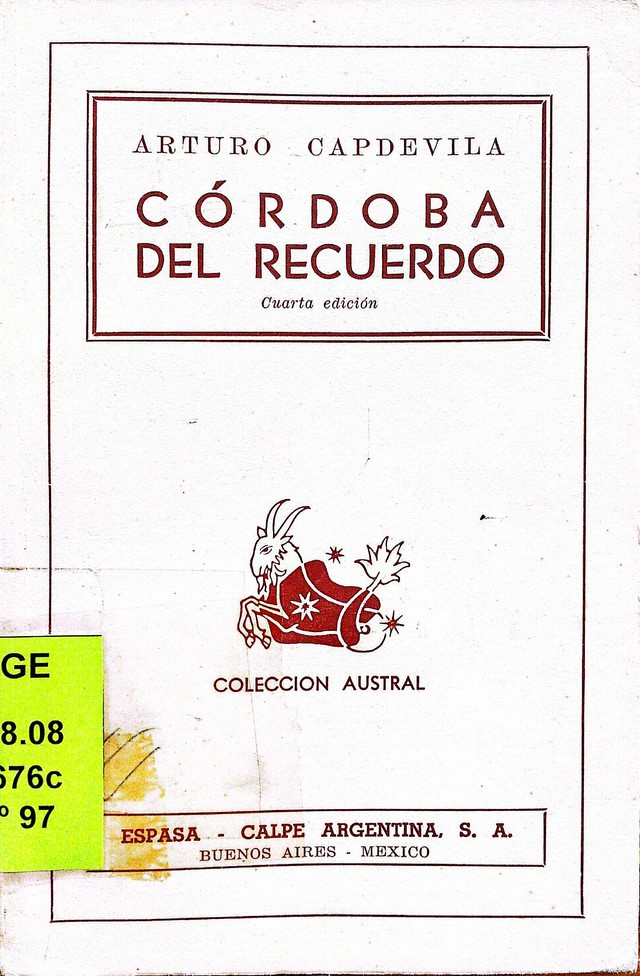 ARTURO CAPDEVILA
CÓRDOBA
DEL RECUERDO
Cuarta edición
COLECCION AUSTRAL
GE
8.08
676c
º 97
ESPASA - CALPE ARGENTINA, S. A.
BUENOS AIRES - MEXICO